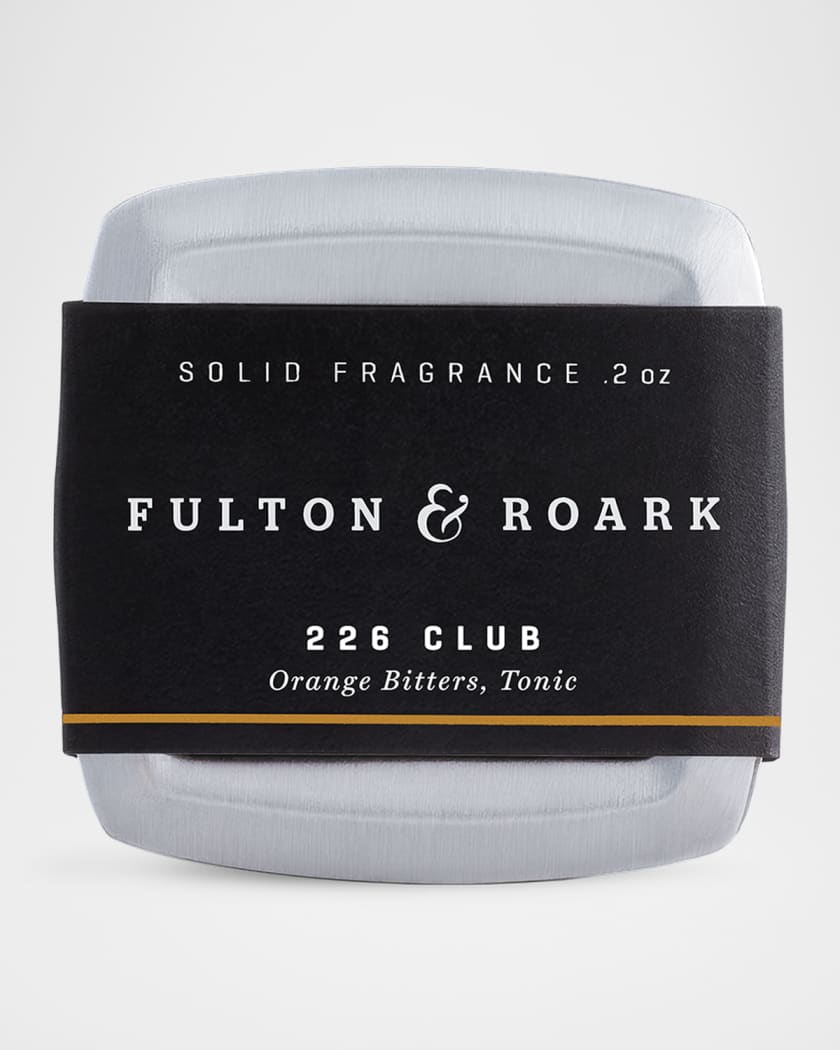 SOLID FRAGRANCE .2 oz
FULTON & ROARK
226 CLUB
Orange Bitters, Tonic